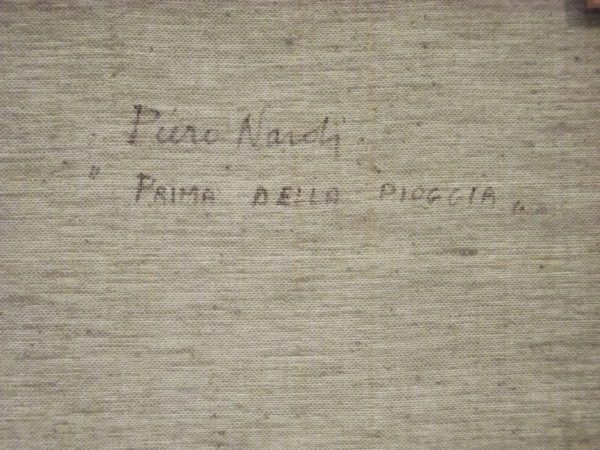 Piero Nardi
" PRIMA DELLA PIOGGIA „